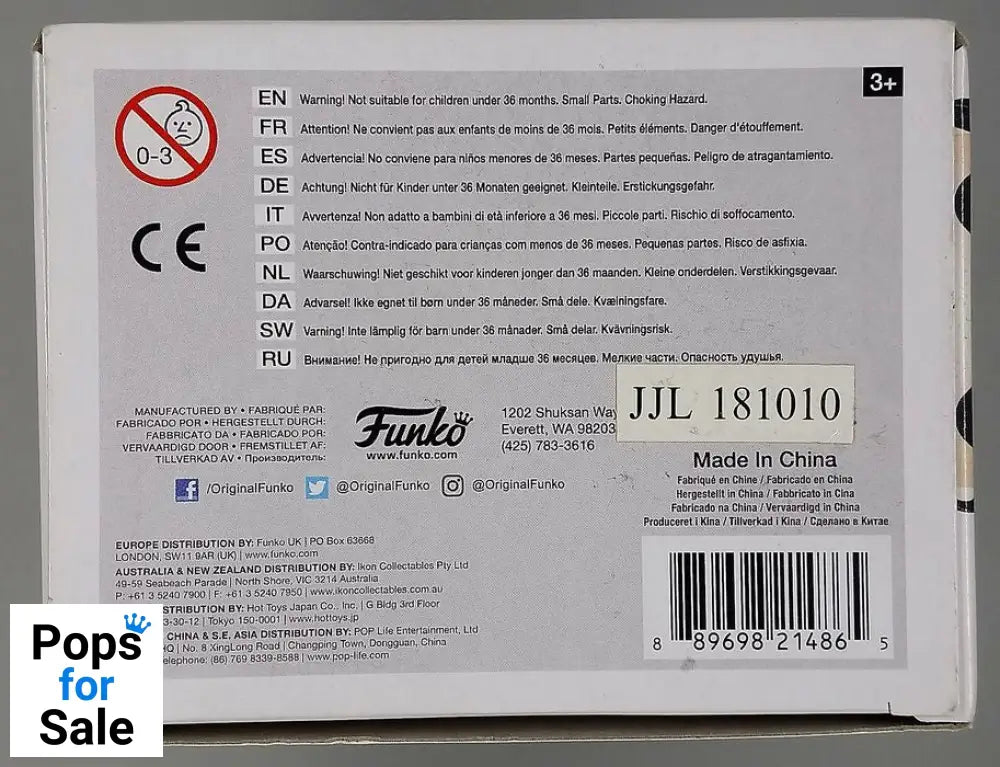 3+
0-3
EN Warning! Not suitable for children under 36 months. Small Parts. Choking Hazard.
FR Attention! Ne convient pas aux enfants de moins de 36 mois. Petits éléments. Danger d'étouffement.
ES Advertencia! No conviene para niños menores de 36 meses. Partes pequeñas. Peligro de atragantamiento.
DE Achtung! Nicht für Kinder unter 36 Monaten geeignet. Kleinteile. Erstickungsgefahr.
IT Avvertenza! Non adatto a bambini di età inferiore a 36 mesi. Piccole parti. Rischio di soffocamento.
CE
PO Atenção! Contra-indicado para crianças com menos de 36 meses. Pequenas partes. Risco de asfixia.
NL Waarschuwing! Niet geschikt voor kinderen jonger dan 36 maanden. Kleine onderdelen. Verstikkingsgevaar.
DA Advarsel! Ikke egnet til børn under 36 måneder. Små dele. Kvælningsfare.
SW Varning! Inte lämplig för barn under 36 månader. Små delar. Kvävningsrisk.
RU Внимание! Не пригодно для детей младше 36 месяцев. Мелкие части. Опасность удушья.
MANUFACTURED BY • FABRIQUÉ PAR:
FABRICADO POR • HERGESTELLT DURCH:
FABBRICATO DA • FABRICADO POR:
VERVAARDIGD DOOR • FREMSTILLET AF:
TILLVERKAD AV • Производитель:
Funko
www.funko.com
1202 Shuksan Way
Everett, WA 98203
(425) 783-3616
JJL 181010
/OriginalFunko @OriginalFunko @OriginalFunko
Made In China
Fabriqué en Chine / Fabricado en China
Hergestellt in China / Fabbricato in Cina
Fabricado na China / Vervaardigd in China
Produceret i Kina / Tillverkad i Kina / Сделано в Китае
EUROPE DISTRIBUTION BY: Funko UK | PO Box 63668
LONDON, SW11 9AR (UK) | www.funko.com
AUSTRALIA & NEW ZEALAND DISTRIBUTION BY: Ikon Collectables Pty Ltd
49-59 Seabeach Parade | North Shore, VIC 3214 Australia
P: +61 3 5240 7900 | F: +61 3 5240 7950 | www.ikoncollectables.com
STRIBUTION BY: Hot Toys Japan Co., Inc. | G Bldg 3rd Floor
3-30-12 | Tokyo 150-0001 | www.hottoys.jp
CHINA & S.E. ASIA DISTRIBUTION BY: POP Life Entertainment, Ltd
HQ | No. 8 XingLong Road | Changping Town, Dongguan, China
elephone: (86) 769 8339-8588 | www.pop-life.com
8 89698 21486 5
Pops
for
Sale